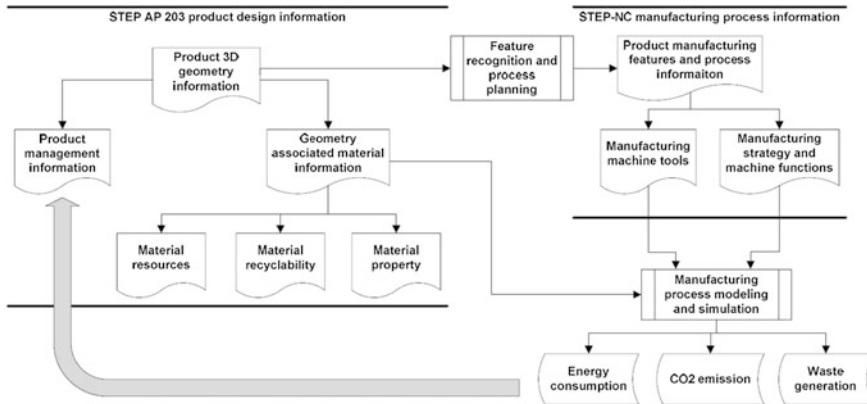 STEP AP 203 product design information
STEP-NC manufacturing process information
Product 3D
geometry
information
Feature
recognition and
process
planning
Product manufacturing
features and process
informaiton
Product
management
information
Geometry
associated material
information
Manufacturing
machine tools
Manufacturing
strategy and
machine functions
Material
resources
Material
recyclability
Material
property
Manufacturing
process modeling
and simulation
Energy
consumption
CO2 emission
Waste
generation